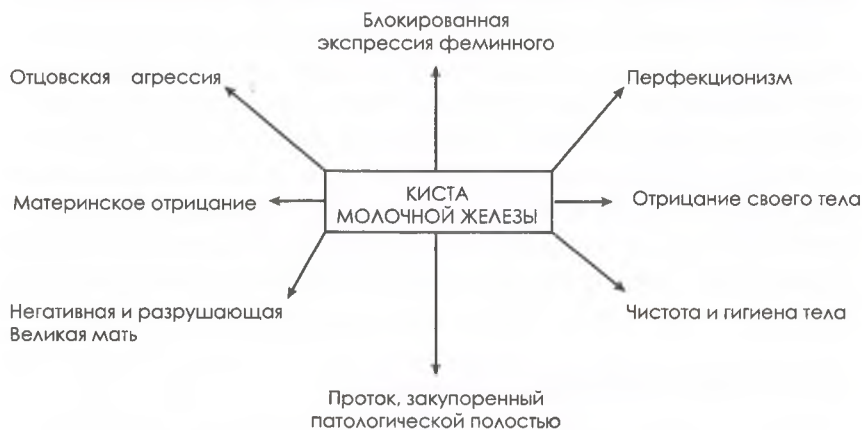 Блокированная
экспрессия феминного
Отцовская агрессия
Перфекционизм
КИСТА
МОЛОЧНОЙ ЖЕЛЕЗЫ
Материнское отрицание
Отрицание своего тела
Негативная и разрушающая
Великая мать
Чистота и гигиена тела
Проток, закупоренный
патологической полостью